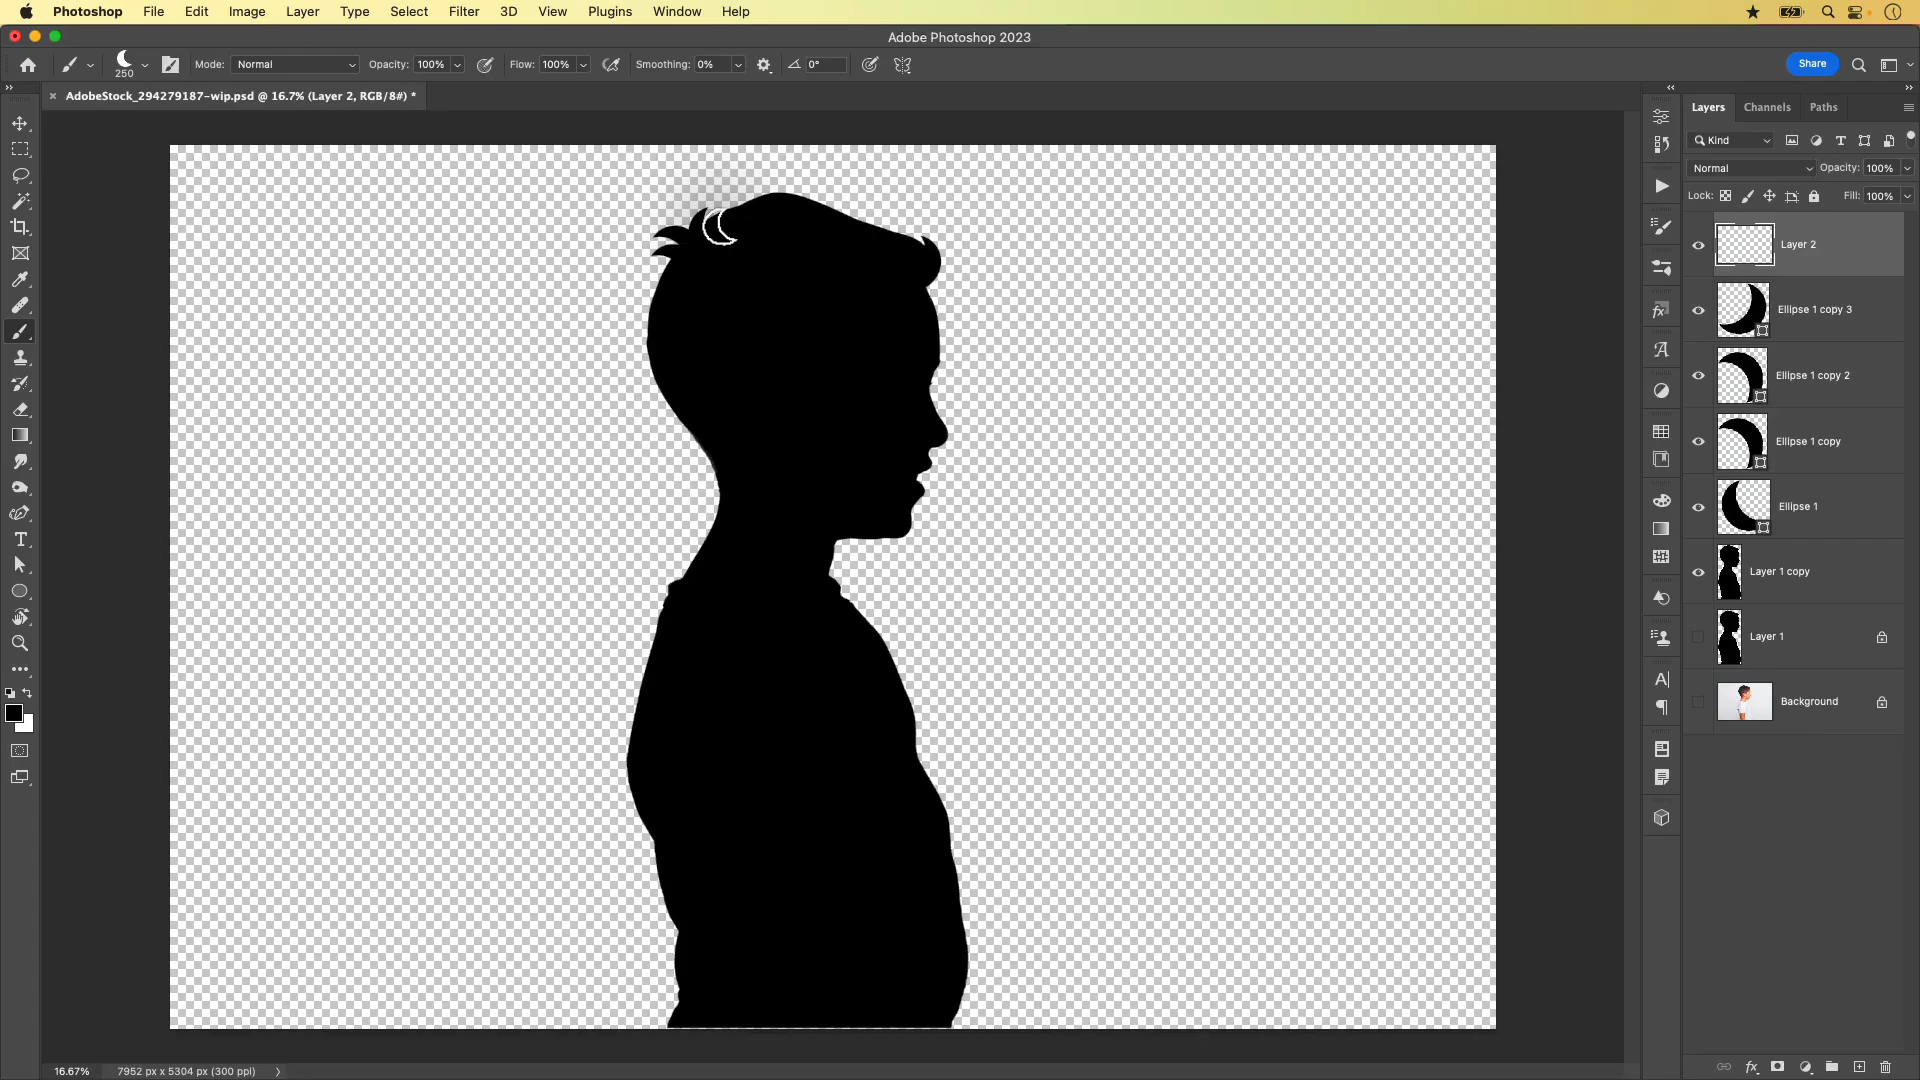 Photoshop File Edit Image Layer Type Select Filter 3D View Plugins Window Help
Adobe Photoshop 2023
250 Mode: Normal Opacity: 100% Flow: 100% Smoothing: 0% 0° Share
AdobeStock_294279187-wip.psd @ 16.7% (Layer 2, RGB/8#) *
Layers Channels Paths
Kind
Normal Opacity: 100%
Lock: Fill: 100%
Layer 2
Ellipse 1 copy 3
Ellipse 1 copy 2
Ellipse 1 copy
Ellipse 1
Layer 1 copy
Layer 1
Background
16.67% 7952 px x 5304 px (300 ppi)